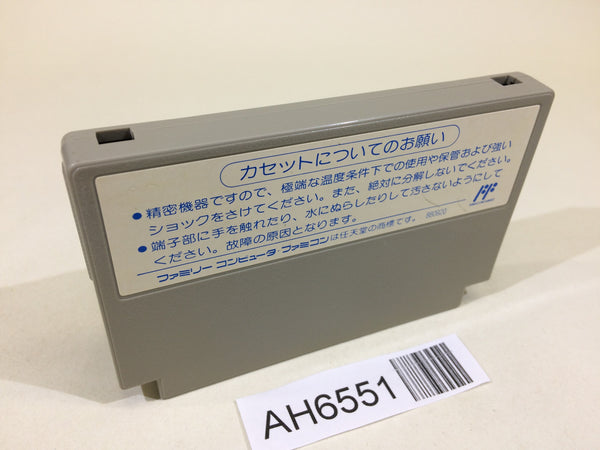 カセットについてのお願い
●精密機器ですので、極端な温度条件下での使用や保管および強い
ショックをさけてください。また、絶対に分解しないでください。
●端子部に手を触れたり、水にぬらしたりして汚さないようにして
ください。故障の原因となります。
ファミリーコンピュータ・ファミコンは任天堂の商標です。
AH6551